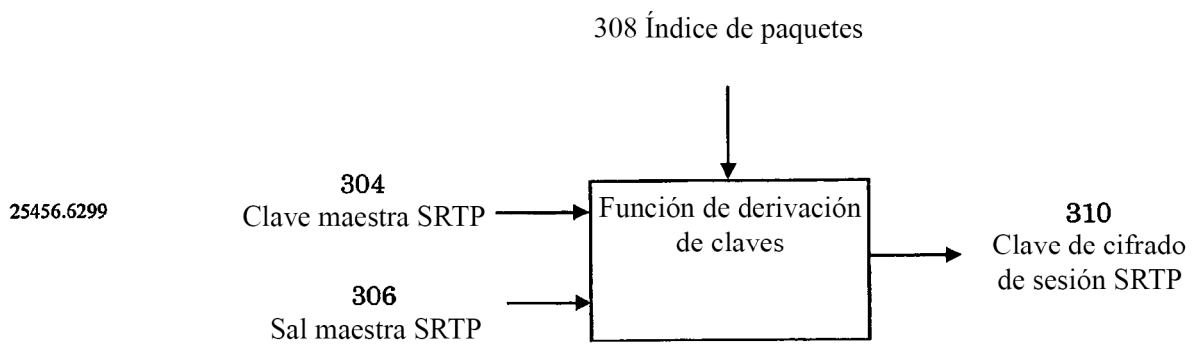 308 Índice de paquetes
25456.6299
304
Clave maestra SRTP
306
Sal maestra SRTP
Función de derivación
de claves
310
Clave de cifrado
de sesión SRTP